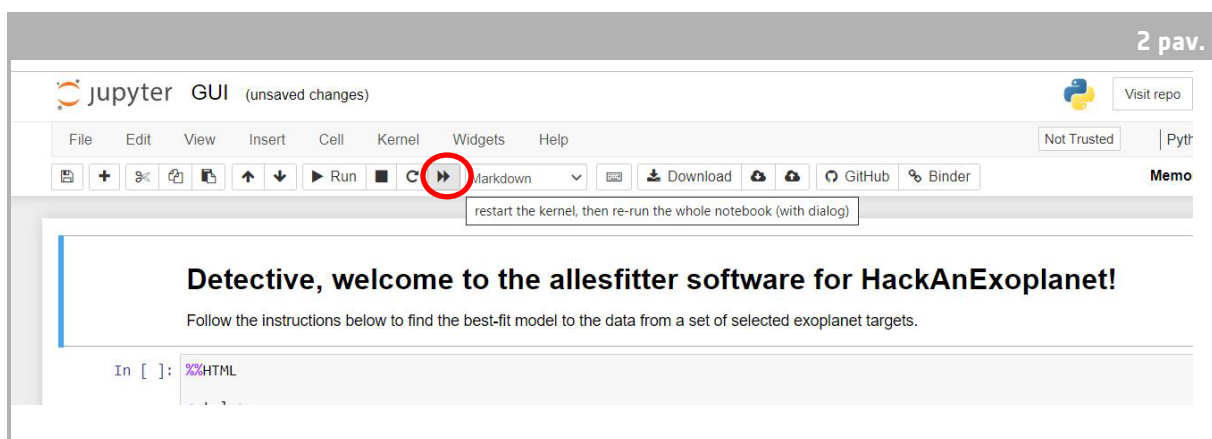 2 pav.
jupyter GUI (unsaved changes)
Visit repo
File Edit View Insert Cell Kernel Widgets Help
Not Trusted
Run Markdown Download GitHub Binder
restart the kernel, then re-run the whole notebook (with dialog)
Detective, welcome to the allesfitter software for HackAnExoplanet!
Follow the instructions below to find the best-fit model to the data from a set of selected exoplanet targets.
In [ ]: %%HTML